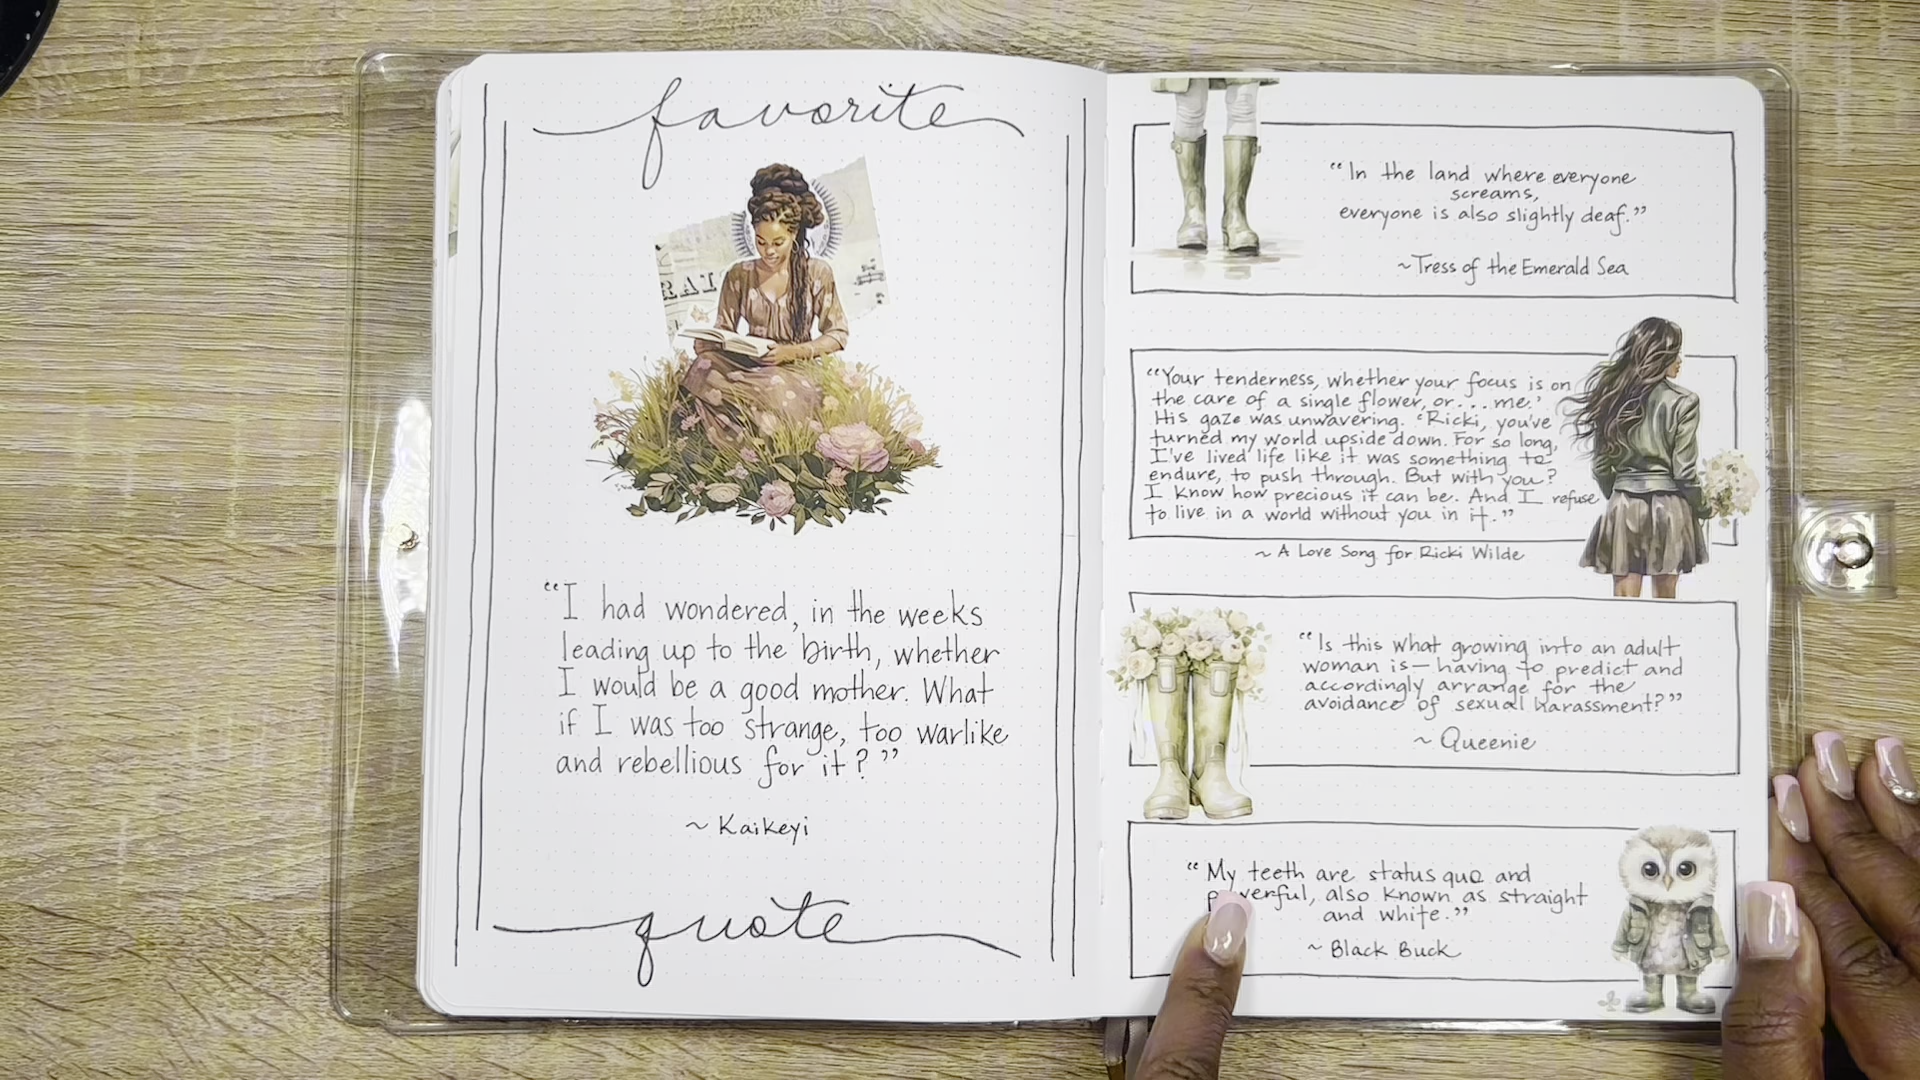 favorite
RAI
“I had wondered, in the weeks
leading up to the birth, whether
I would be a good mother. What
if I was too strange, too warlike
and rebellious for it?”
~ Kaikeyi
quote
“In the land where everyone
screams,
everyone is also slightly deaf.”
~Tress of the Emerald Sea
“Your tenderness, whether your focus is on
the care of a single flower, or... me.’
His gaze was unwavering. ‘Ricki, you’ve
turned my world upside down. For so long,
I’ve lived life like it was something to
endure, to push through. But with you?
I know how precious it can be. And I refuse
to live in a world without you in it.”
~ A Love Song for Ricki Wilde
“Is this what growing into an adult
woman is—having to predict and
accordingly arrange for the
avoidance of sexual harassment?”
~ Queenie
“My teeth are status quo and
powerful, also known as straight
and white.”
~ Black Buck